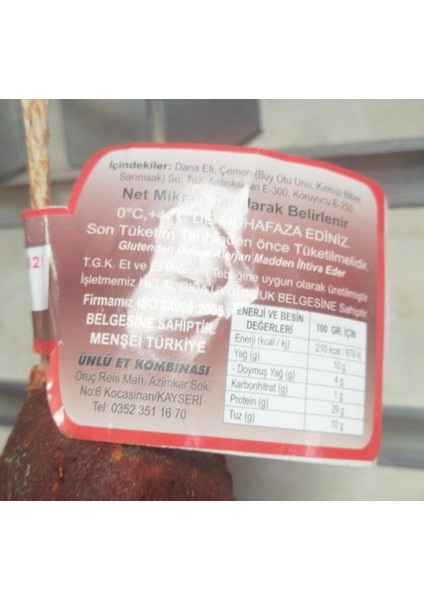 İçindekiler: Dana Eti, Çemen (Buy Otu Unu, Kırmızı Biber,
Sarımsak) Su, Tuz, Antioksidan E-300, Koruyucu E-250
Net Miktarı Tartılarak Belirlenir
0°C,+4°C DE MUHAFAZA EDİNİZ.
Son Tüketim Tarihinden önce Tüketilmelidir.
Glutenden Dolayı Alerjan Madden İhtiva Eder
T.G.K. Et ve Et Ürünleri Tebliğine uygun olarak üretilmiştir
İşletmemiz HELAL GIDA UYGUNLUK BELGESİNE Sahiptir.
Firmamız ISO 22000:2005
BELGESİNE SAHİPTİR.
MENŞEİ TÜRKİYE
ÜNLÜ ET KOMBİNASI
Oruç Reis Mah. Azimkar Sok.
No:6 Kocasinan/KAYSERİ
Tel: 0352 351 16 70
ENERJİ VE BESİN DEĞERLERİ 100 GR. İÇİN
Enerji (kcal / kj) 210 kcal / 879 kj
Yağ (g) 10 g
- Doymuş Yağ (g) 4 g
Karbonhitrat (g) 1 g
Protein (g) 29 g
Tuz (g) 10 g
12